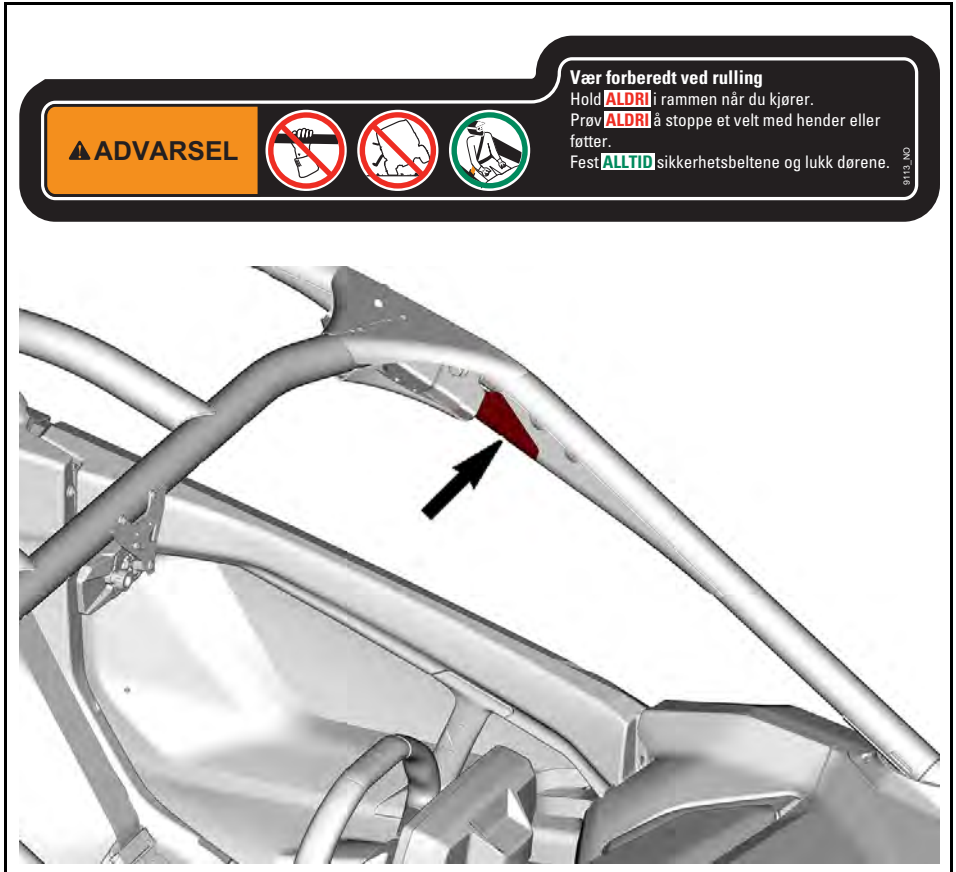 ADVARSEL
Vær forberedt ved rulling
Hold ALDRI i rammen når du kjører.
Prøv ALDRI å stoppe et velt med hender eller
føtter.
Fest ALLTID sikkerhetsbeltene og lukk dørene.
9113_NO